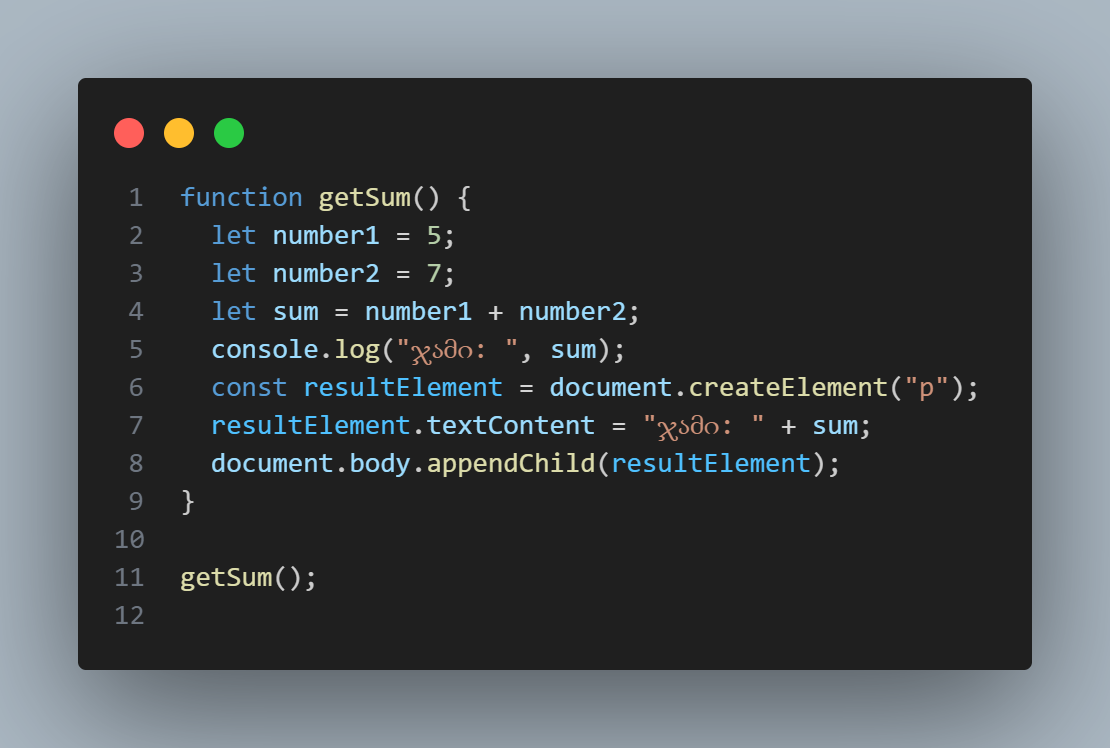 1 function getSum() {
2   let number1 = 5;
3   let number2 = 7;
4   let sum = number1 + number2;
5   console.log("ჯამი: ", sum);
6   const resultElement = document.createElement("p");
7   resultElement.textContent = "ჯამი: " + sum;
8   document.body.appendChild(resultElement);
9 }
10
11 getSum();
12